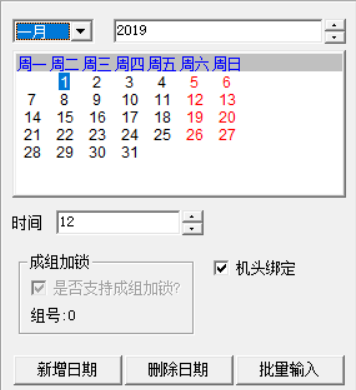 一月 2019
周一 周二 周三 周四 周五 周六 周日
1 2 3 4 5 6
7 8 9 10 11 12 13
14 15 16 17 18 19 20
21 22 23 24 25 26 27
28 29 30 31
时间 12
成组加锁
是否支持成组加锁? 机头绑定
组号:0
新增日期 删除日期 批量输入